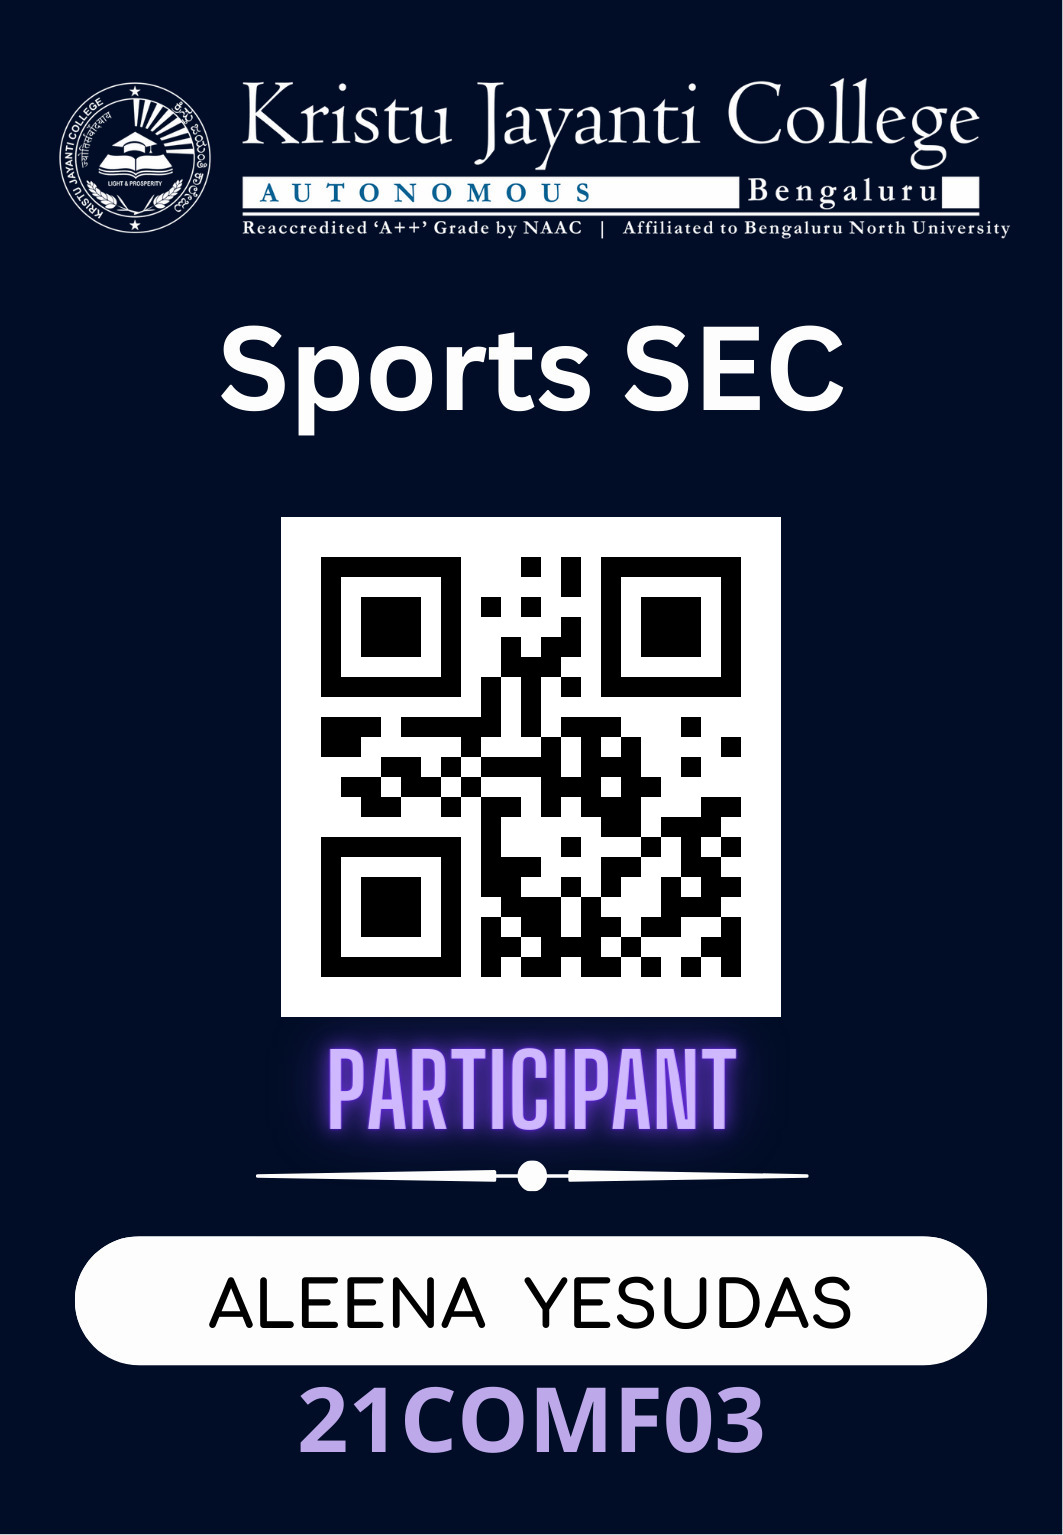 KRISTU JAYANTI COLLEGE
ಕ್ರಿಸ್ತು ಜಯಂತಿ ಕಾಲೇಜು
LIGHT & PROSPERITY
Kristu Jayanti College
AUTONOMOUS Bengaluru
Reaccredited ‘A++’ Grade by NAAC | Affiliated to Bengaluru North University
Sports SEC
PARTICIPANT
ALEENA YESUDAS
21COMF03